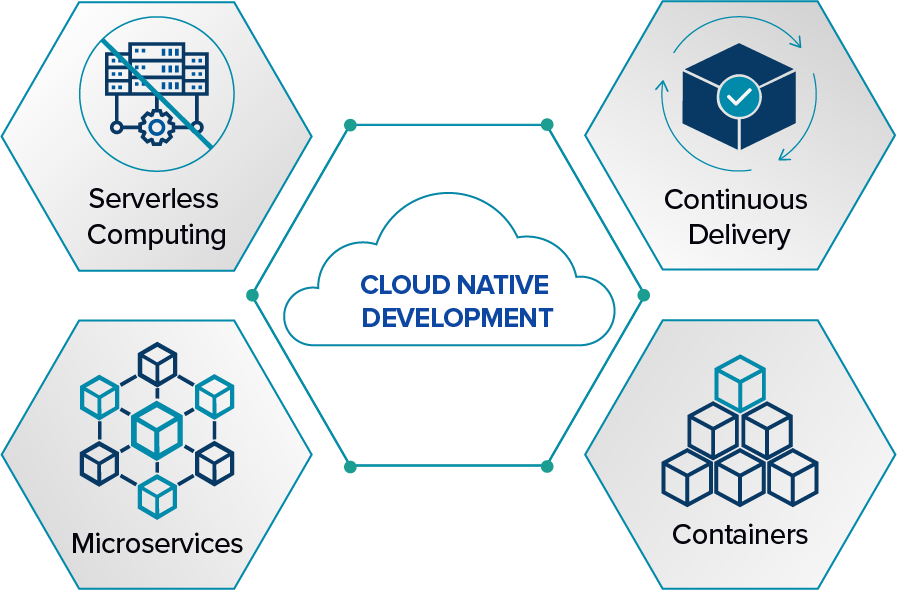 Serverless
Computing
Continuous
Delivery
CLOUD NATIVE
DEVELOPMENT
Microservices
Containers